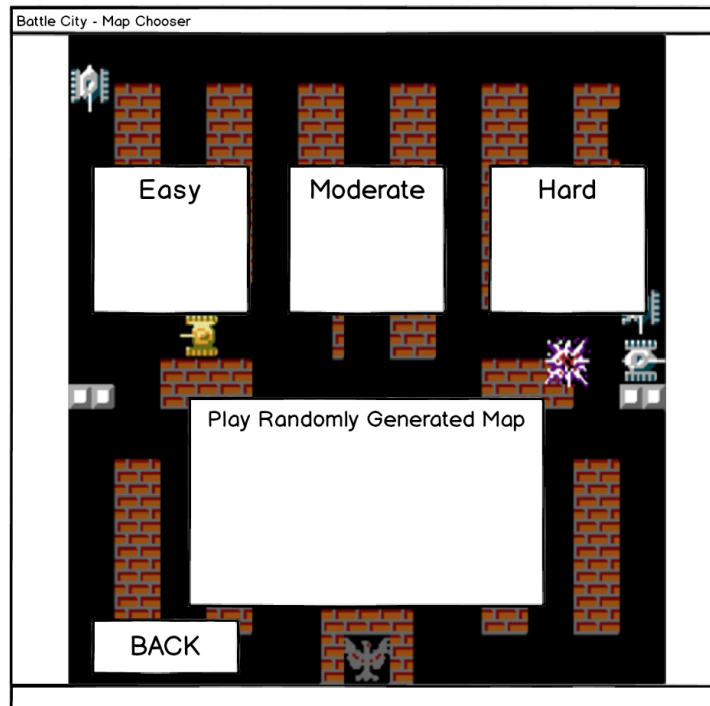 Battle City - Map Chooser
Easy
Moderate
Hard
Play Randomly Generated Map
BACK